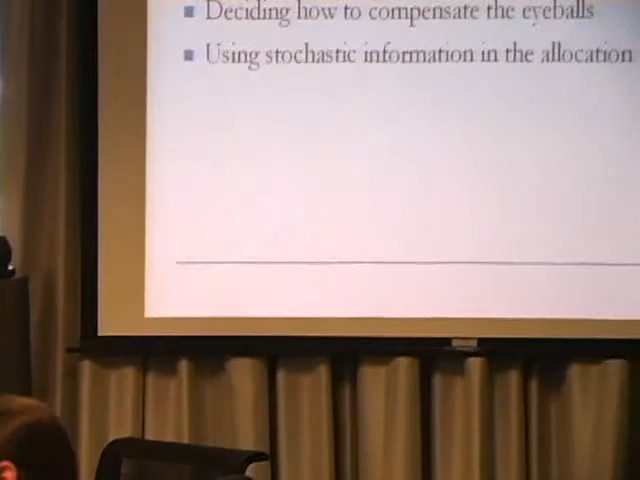 Deciding how to compensate the eyeballs
Using stochastic information in the allocation